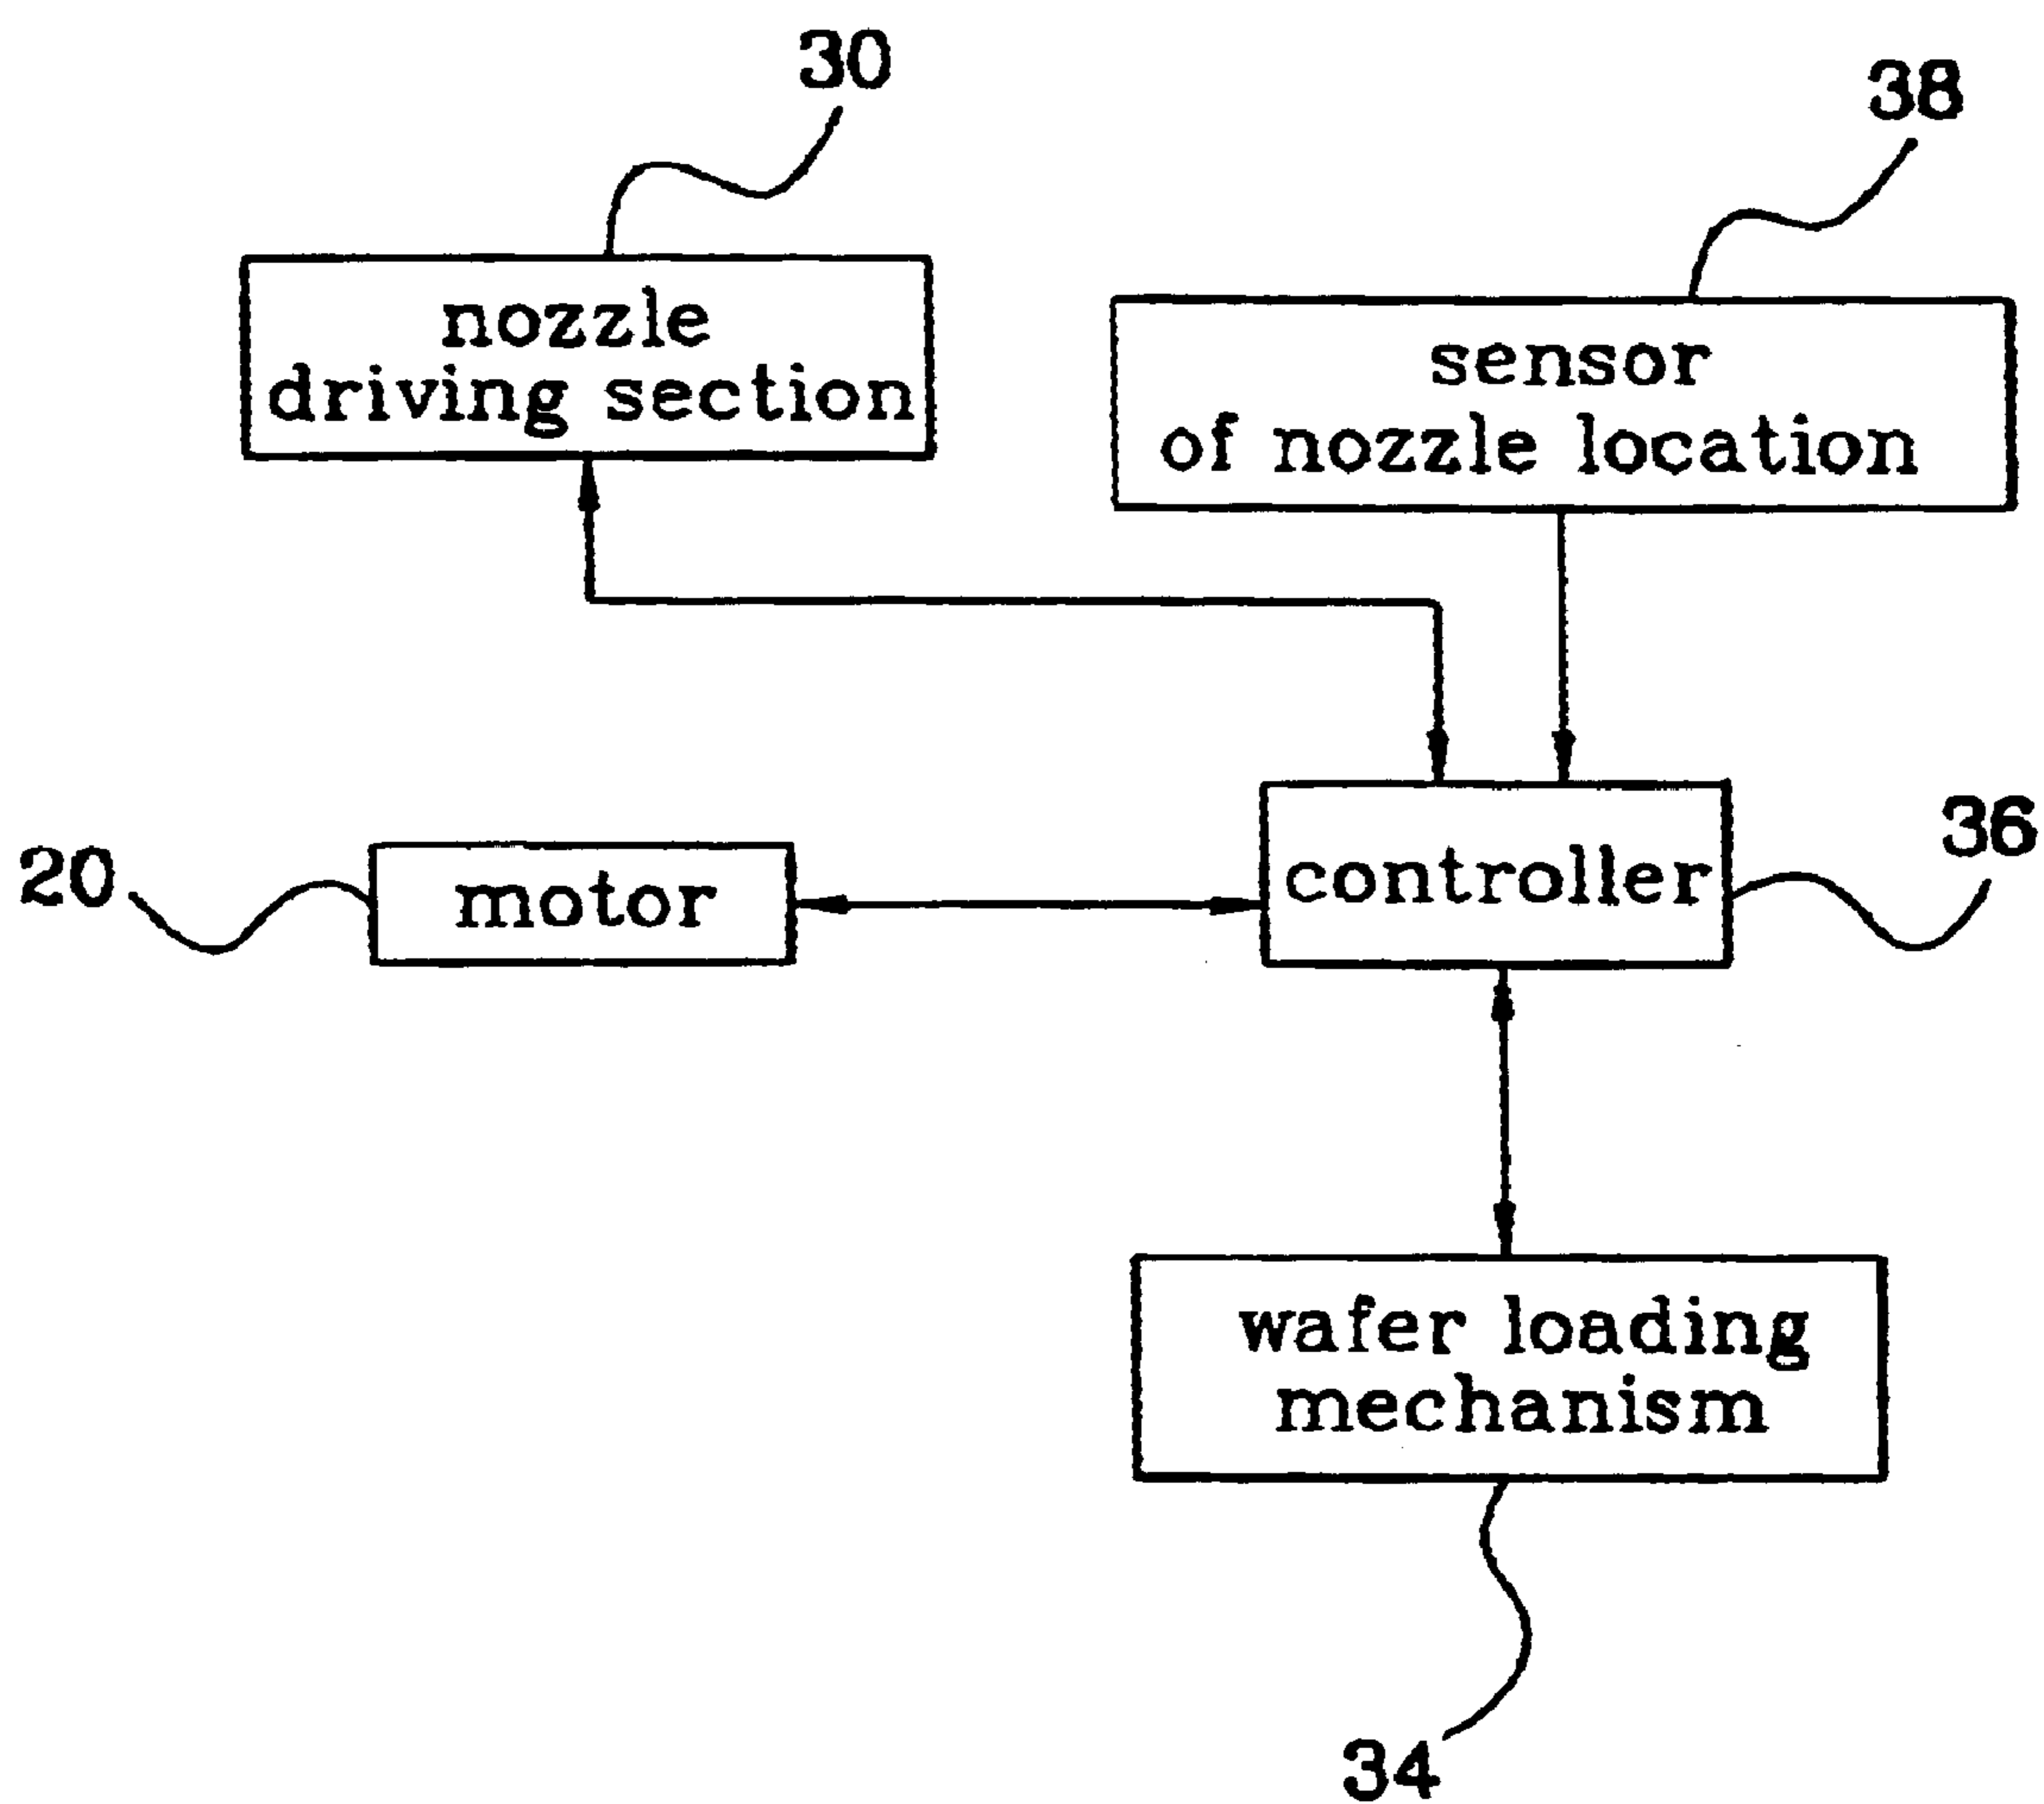 30
38
nozzle
driving section
sensor
of nozzle location
20
motor
controller
36
wafer loading
mechanism
34